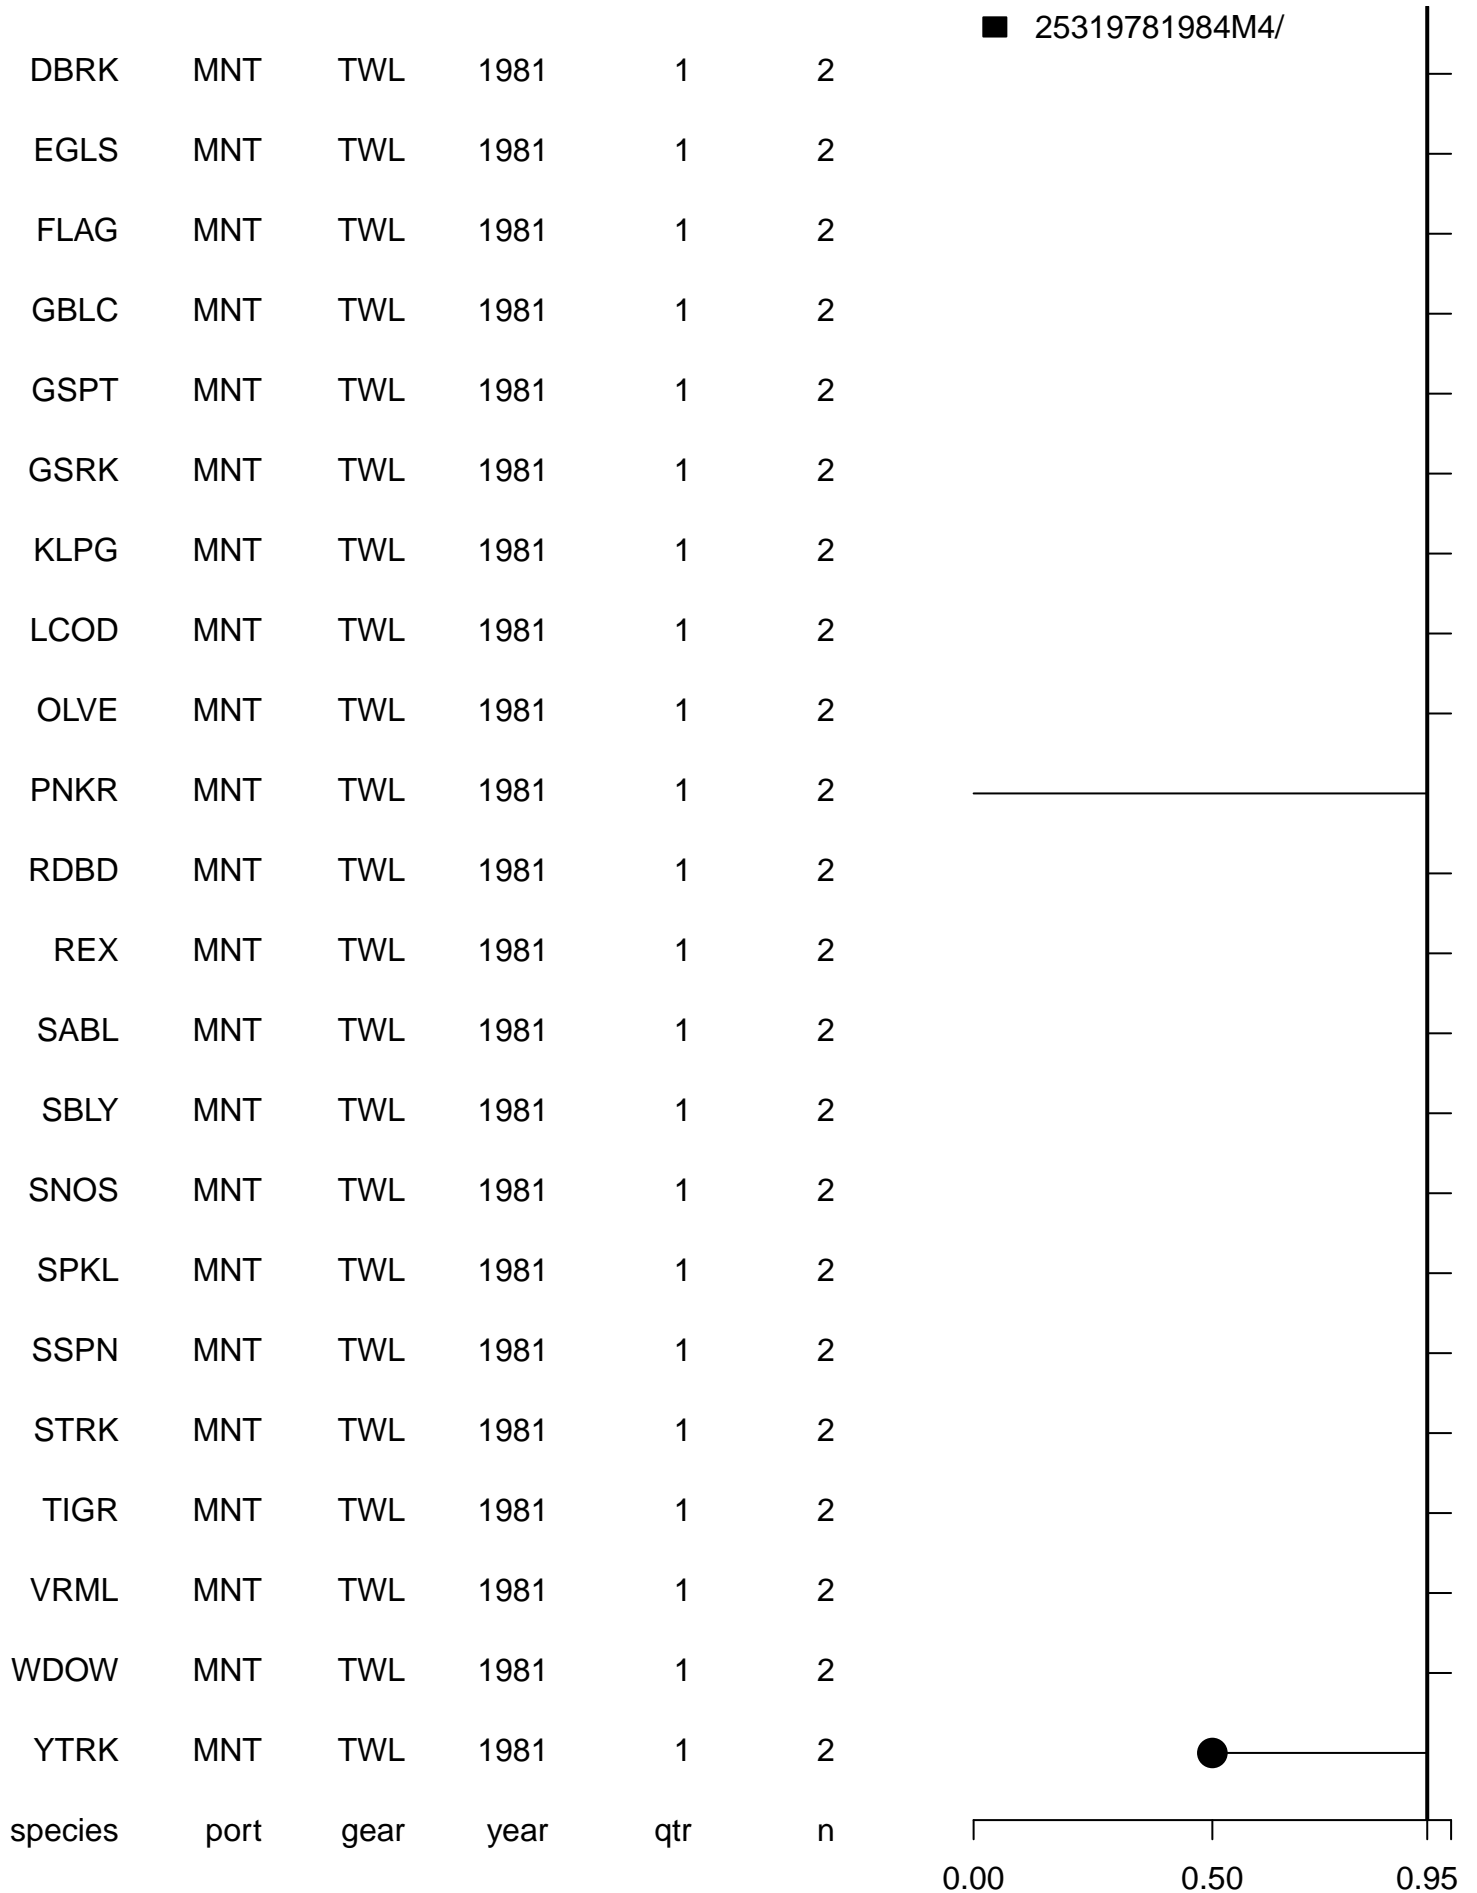 25319781984M4/
DBRK MNT TWL 1981 1 2
EGLS MNT TWL 1981 1 2
FLAG MNT TWL 1981 1 2
GBLC MNT TWL 1981 1 2
GSPT MNT TWL 1981 1 2
GSRK MNT TWL 1981 1 2
KLPG MNT TWL 1981 1 2
LCOD MNT TWL 1981 1 2
OLVE MNT TWL 1981 1 2
PNKR MNT TWL 1981 1 2
RDBD MNT TWL 1981 1 2
REX MNT TWL 1981 1 2
SABL MNT TWL 1981 1 2
SBLY MNT TWL 1981 1 2
SNOS MNT TWL 1981 1 2
SPKL MNT TWL 1981 1 2
SSPN MNT TWL 1981 1 2
STRK MNT TWL 1981 1 2
TIGR MNT TWL 1981 1 2
VRML MNT TWL 1981 1 2
WDOW MNT TWL 1981 1 2
YTRK MNT TWL 1981 1 2
species port gear year qtr n
0.00 0.50 0.95